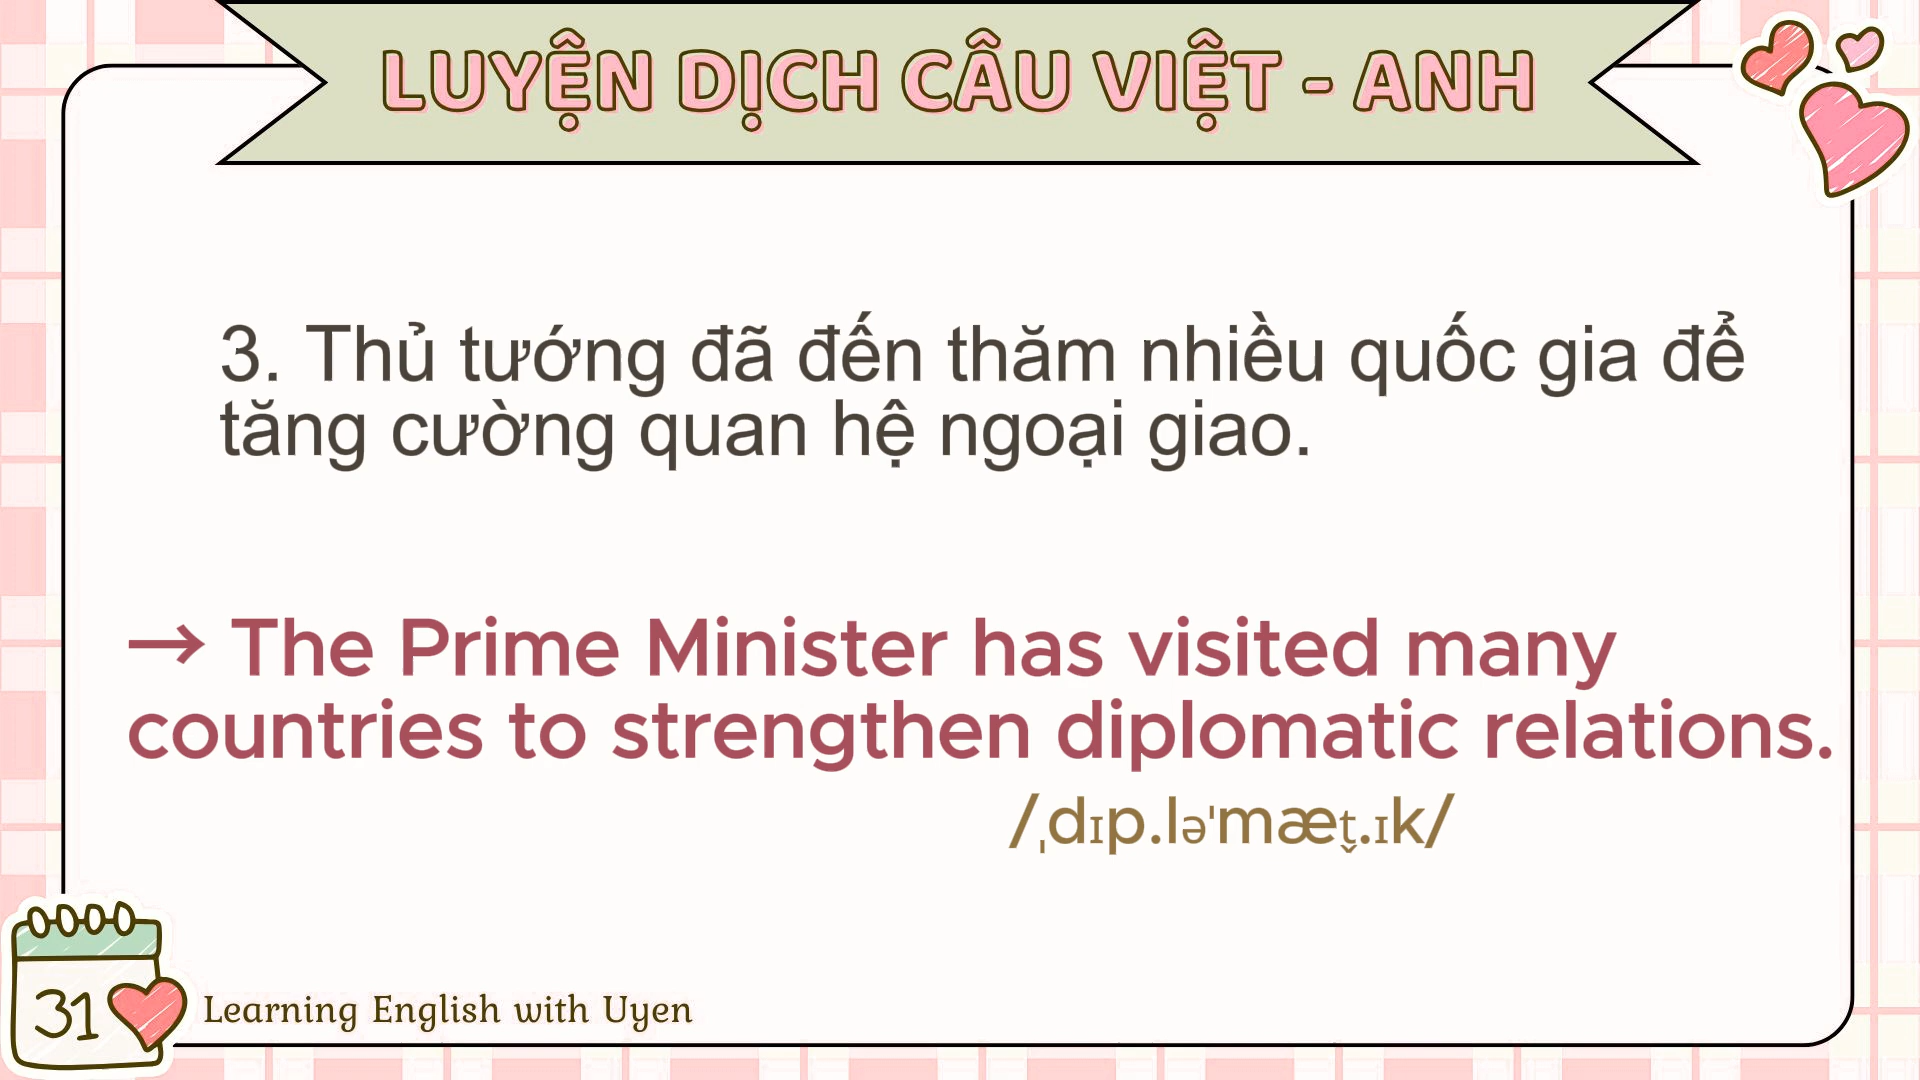 LUYỆN DỊCH CÂU VIỆT - ANH
3. Thủ tướng đã đến thăm nhiều quốc gia để
tăng cường quan hệ ngoại giao.
→ The Prime Minister has visited many
countries to strengthen diplomatic relations.
/ˌdɪp.ləˈmæt̬.ɪk/
31
Learning English with Uyen